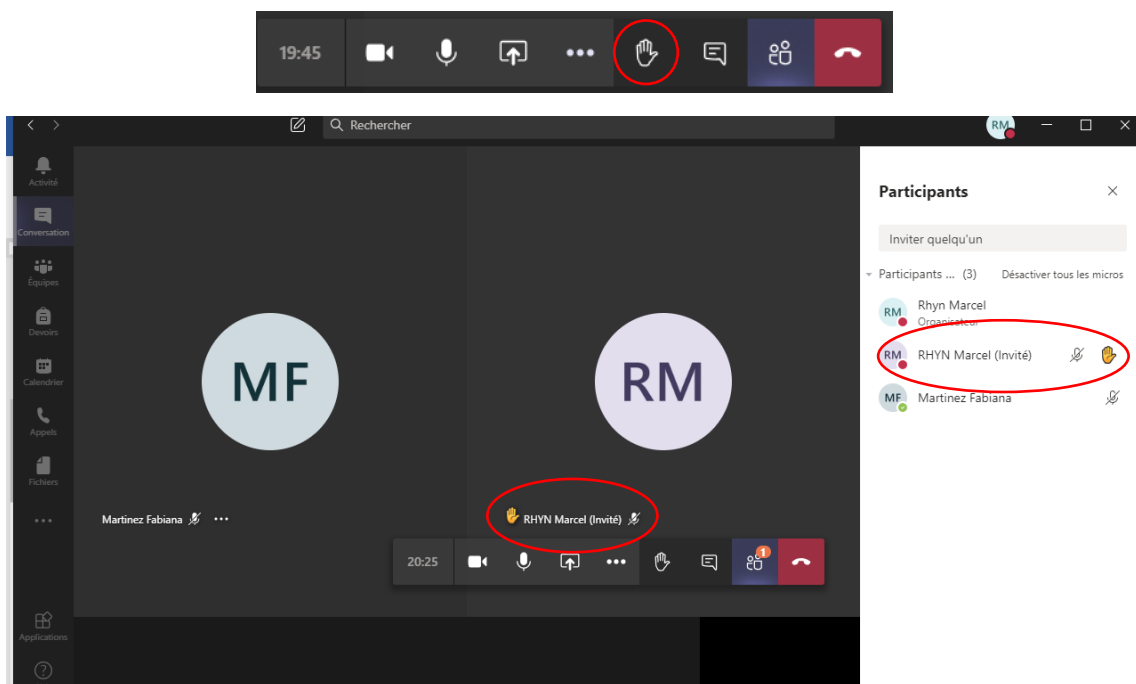 19:45
Rechercher
RM
Activité
Conversation
Équipes
Devoirs
Calendrier
Appels
Fichiers
Applications
MF
RM
Martinez Fabiana
RHYN Marcel (Invité)
20:25
1
Participants
Inviter quelqu'un
Participants ... (3) Désactiver tous les micros
RM Rhyn Marcel
Organisateur
RM RHYN Marcel (Invité)
MF Martinez Fabiana